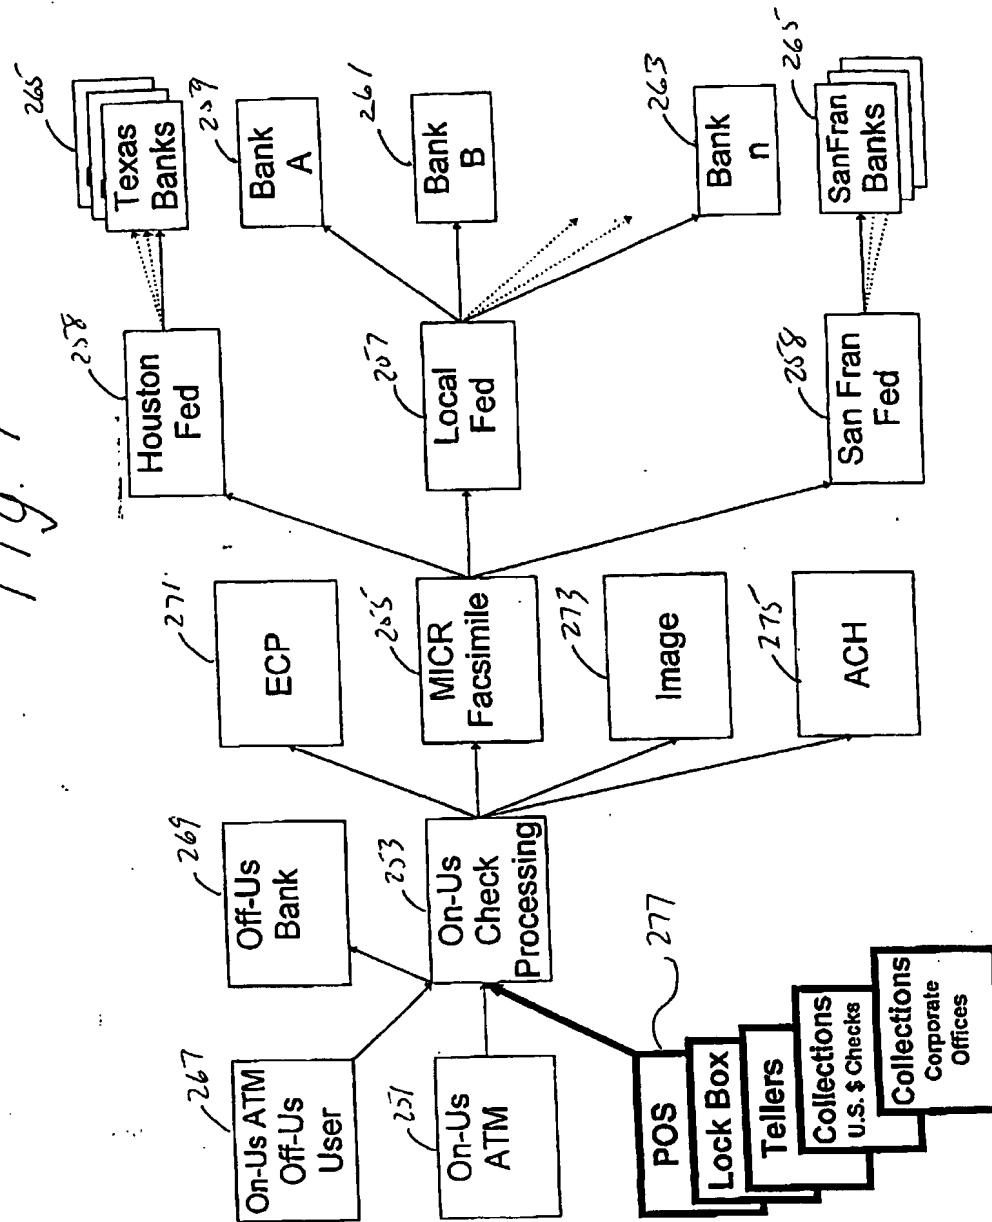 Fig.
267
On-Us ATM
Off-Us
User
269
Off-Us
Bank
271
ECP
258
Houston
Fed
265
Texas
Banks
259
Bank
A
251
On-Us
ATM
253
On-Us
Check
Processing
255
MICR
Facsimile
257
Local
Fed
261
Bank
B
273
Image
263
Bank
n
277
POS
Lock Box
Tellers
Collections
U.S. $ Checks
Collections
Corporate
Offices
275
ACH
258
San Fran
Fed
265
SanFran
Banks